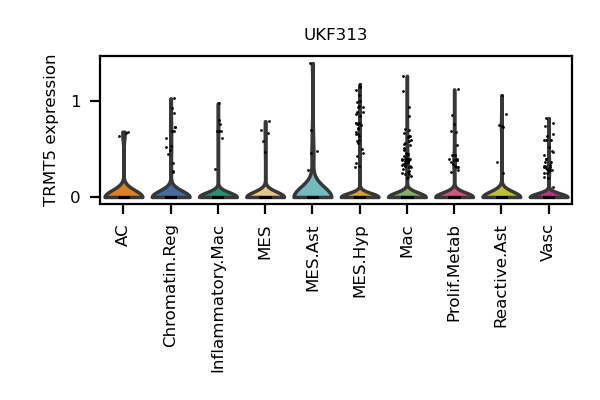 UKF313
TRMT5 expression
1
0
AC
Chromatin.Reg
Inflammatory.Mac
MES
MES.Ast
MES.Hyp
Mac
Prolif.Metab
Reactive.Ast
Vasc